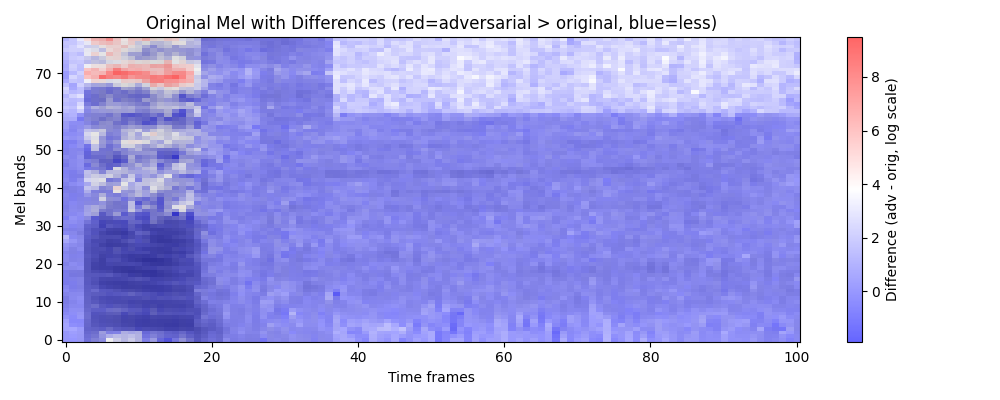 Original Mel with Differences (red=adversarial > original, blue=less)
Mel bands
70
60
50
40
30
20
10
0
0 20 40 60 80 100
Time frames
8
6
4
2
0
Difference (adv - orig, log scale)